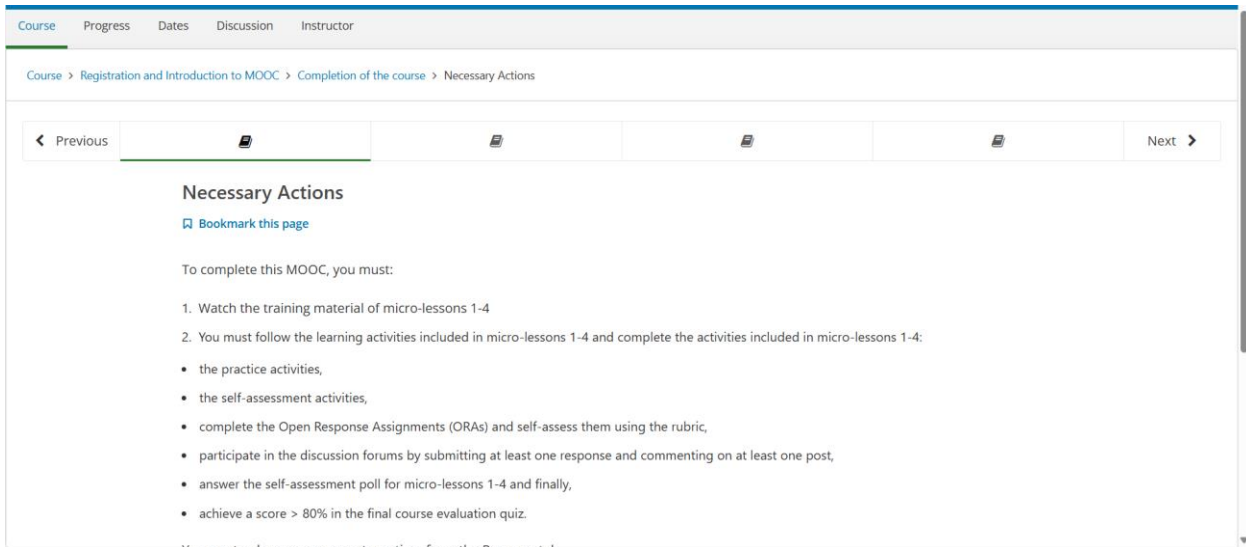 Course Progress Dates Discussion Instructor
Course > Registration and Introduction to MOOC > Completion of the course > Necessary Actions
Previous Next
Necessary Actions
Bookmark this page
To complete this MOOC, you must:
1. Watch the training material of micro-lessons 1-4
2. You must follow the learning activities included in micro-lessons 1-4 and complete the activities included in micro-lessons 1-4:
• the practice activities,
• the self-assessment activities,
• complete the Open Response Assignments (ORAs) and self-assess them using the rubric,
• participate in the discussion forums by submitting at least one response and commenting on at least one post,
• answer the self-assessment poll for micro-lessons 1-4 and finally,
• achieve a score > 80% in the final course evaluation quiz.